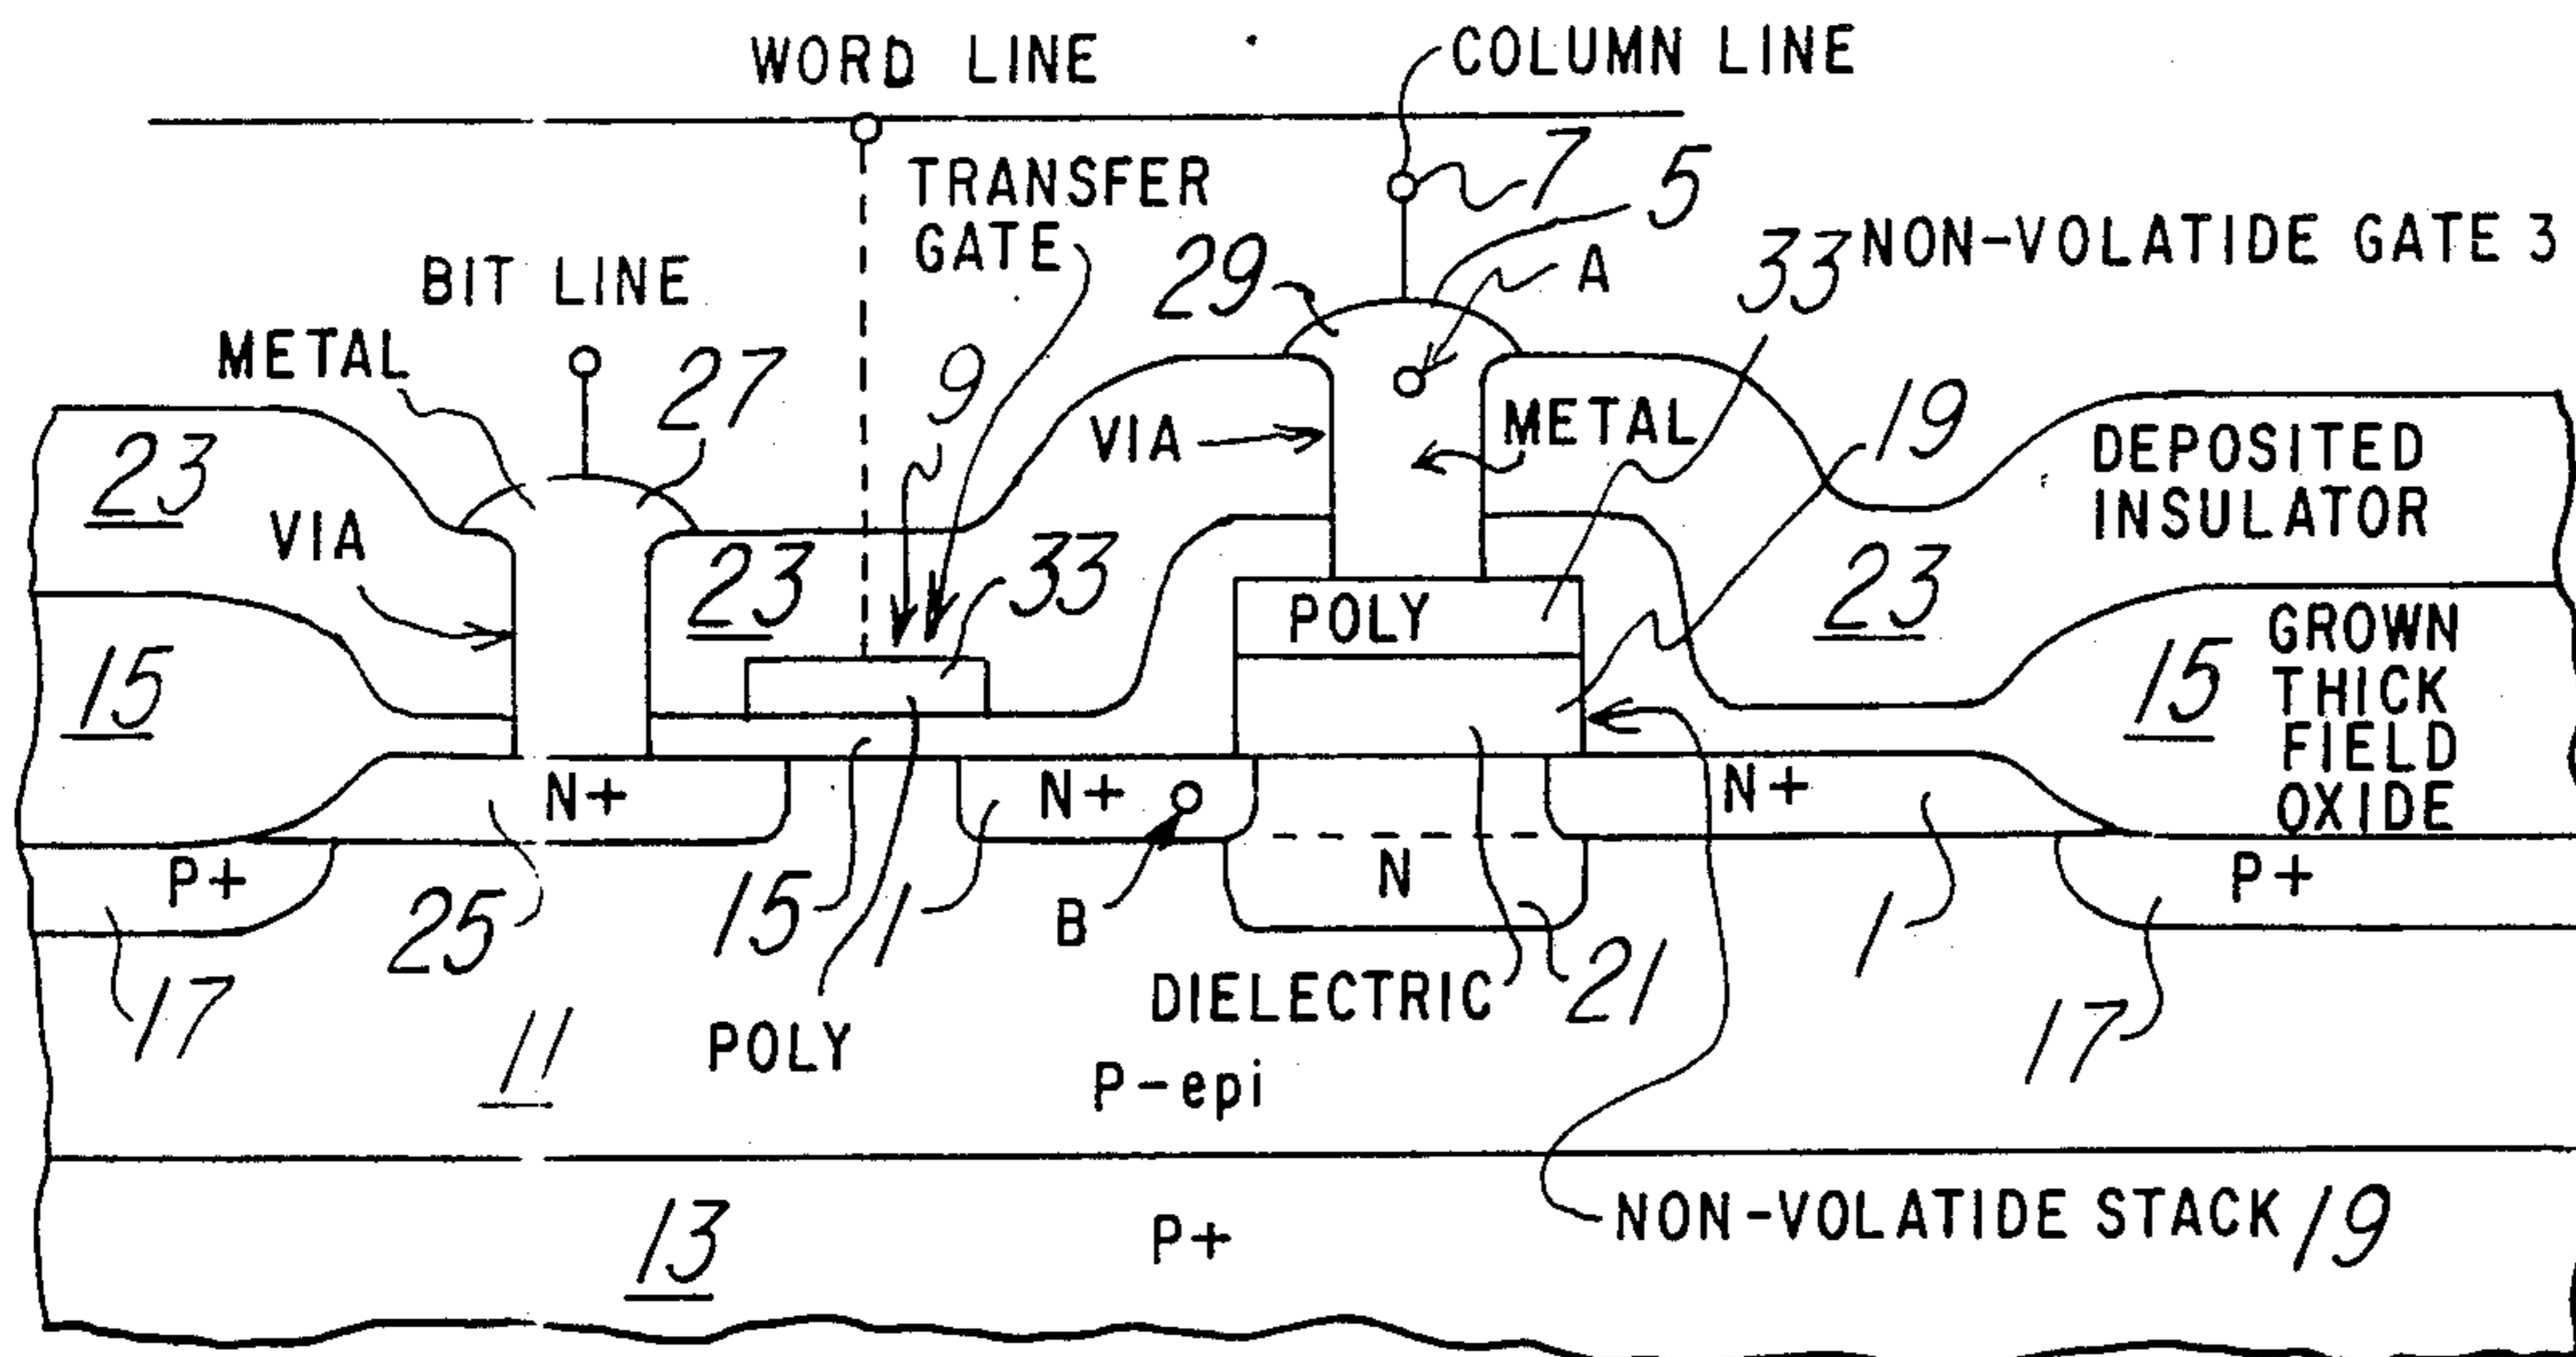 WORD LINE
COLUMN LINE
7
5
TRANSFER
GATE
A
33
NON-VOLATIDE GATE 3
BIT LINE
29
METAL
27
9
19
VIA
METAL
DEPOSITED
INSULATOR
23
VIA
23
33
POLY
23
15
15
GROWN
THICK
FIELD
OXIDE
N+
N+
N+
P+
B
N
P+
25
15
1
21
1
17
DIELECTRIC
17
11
POLY
P-epi
NON-VOLATIDE STACK 19
13
P+